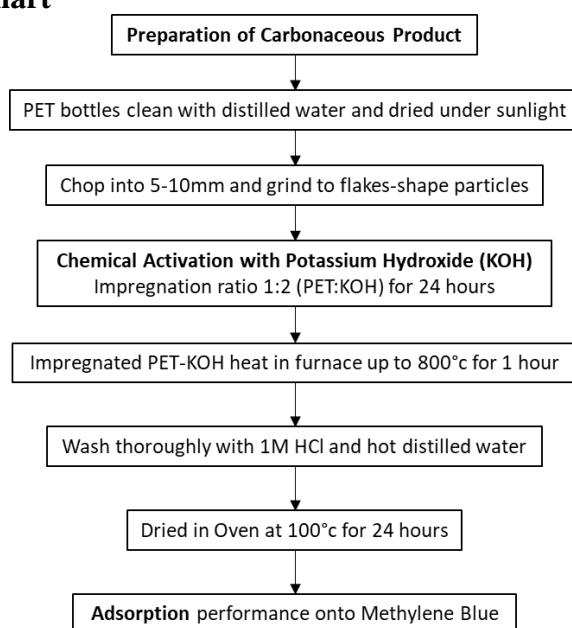 Preparation of Carbonaceous Product
PET bottles clean with distilled water and dried under sunlight
Chop into 5-10mm and grind to flakes-shape particles
Chemical Activation with Potassium Hydroxide (KOH)
Impregnation ratio 1:2 (PET:KOH) for 24 hours
Impregnated PET-KOH heat in furnace up to 800°c for 1 hour
Wash thoroughly with 1M HCl and hot distilled water
Dried in Oven at 100°c for 24 hours
Adsorption performance onto Methylene Blue